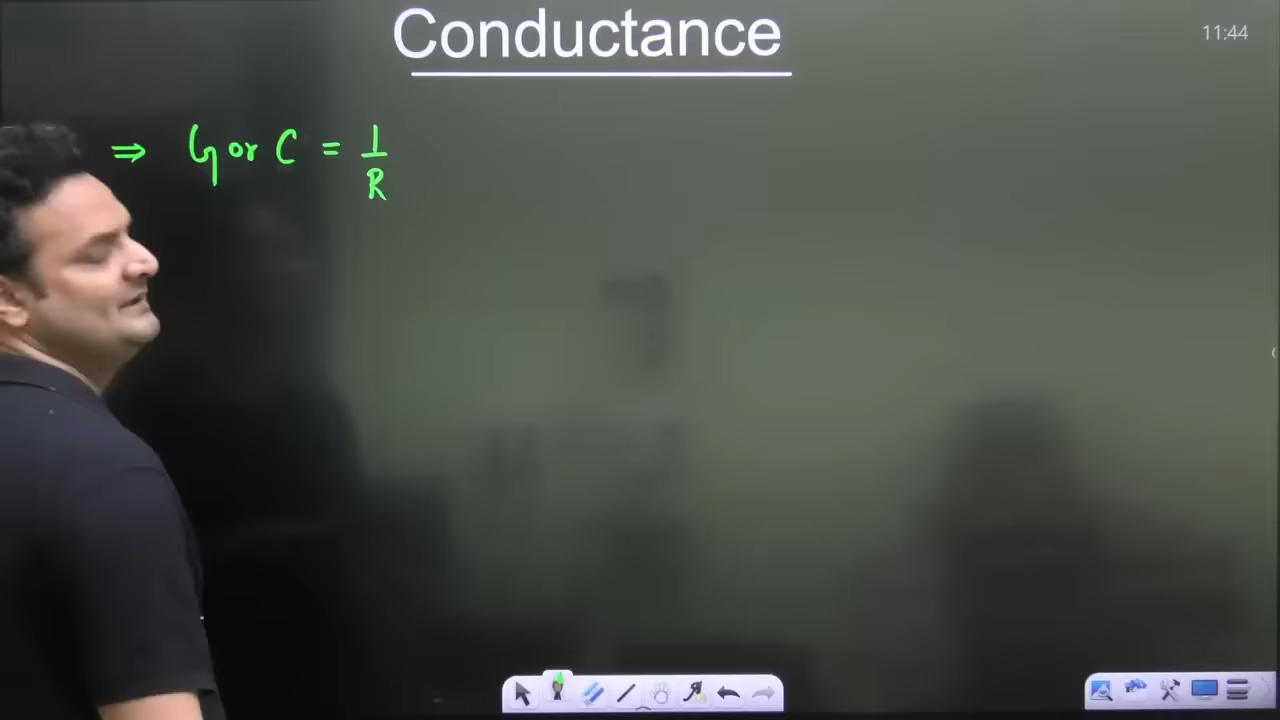 Conductance
11:44
⇒ G or C = 1/R